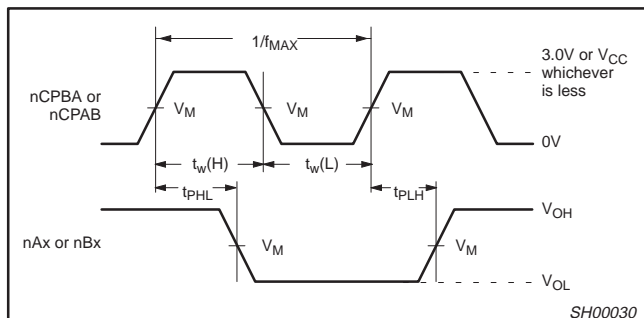 1/fMAX
3.0V or VCC
whichever
is less
nCPBA or
nCPAB
VM
VM
VM
0V
tw(H)
tw(L)
tPHL
tPLH
VOH
nAx or nBx
VM
VM
VOL
SH00030